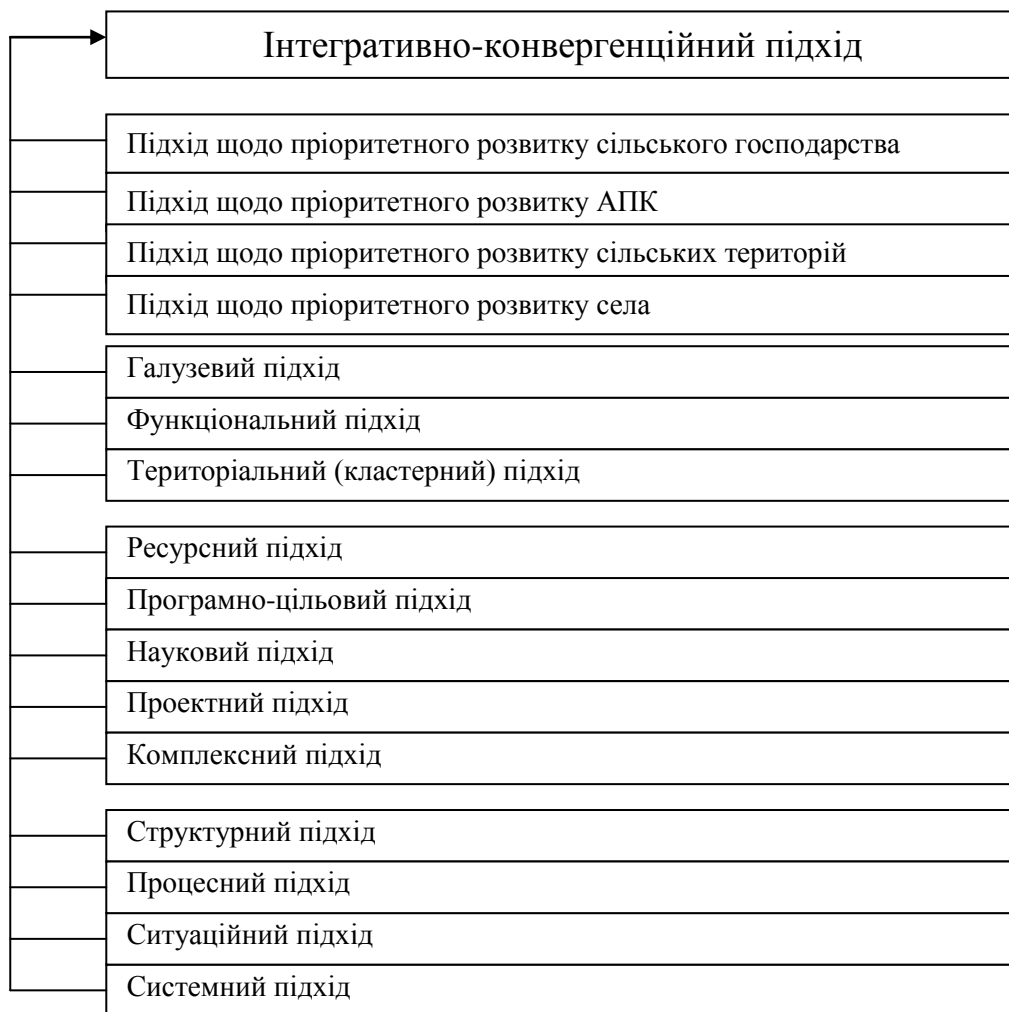 Інтегративно-конвергенційний підхід
Підхід щодо пріоритетного розвитку сільського господарства
Підхід щодо пріоритетного розвитку АПК
Підхід щодо пріоритетного розвитку сільських територій
Підхід щодо пріоритетного розвитку села
Галузевий підхід
Функціональний підхід
Територіальний (кластерний) підхід
Ресурсний підхід
Програмно-цільовий підхід
Науковий підхід
Проектний підхід
Комплексний підхід
Структурний підхід
Процесний підхід
Ситуаційний підхід
Системний підхід